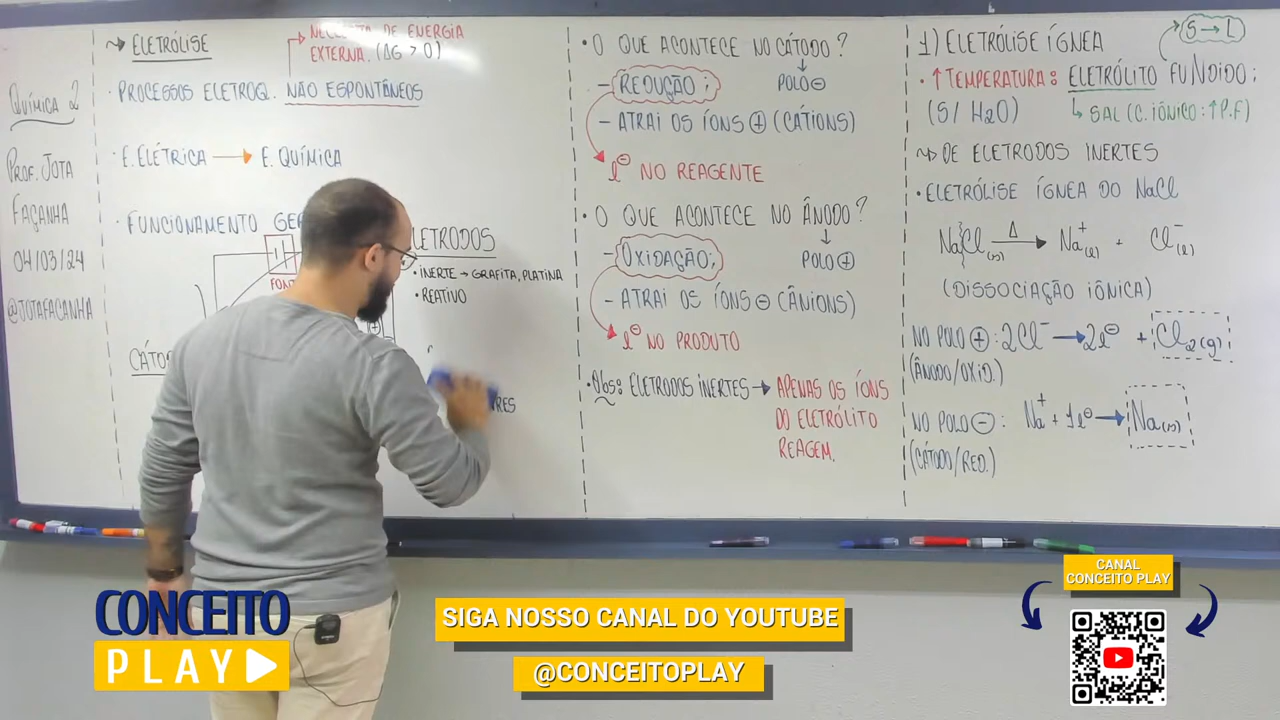 QUÍMICA 2
PROF. JOTA
FAÇANHA
04/03/24
@JOTAFAÇANHA
~> ELETRÓLISE
NECESSITA DE ENERGIA
EXTERNA. (ΔG > 0)
· PROCESSOS ELETROQ. NÃO ESPONTÂNEOS
· E. ELÉTRICA → E. QUÍMICA
· FUNCIONAMENTO
ELETRODOS
• INERTE → GRAFITA, PLATINA
• REATIVO
• O QUE ACONTECE NO CÁTODO?
↓
POLO ⊖
- REDUÇÃO;
- ATRAI OS ÍONS ⊕ (CÁTIONS)
ℓ⊖ NO REAGENTE
• O QUE ACONTECE NO ÂNODO?
↓
POLO ⊕
- OXIDAÇÃO;
- ATRAI OS ÍONS ⊖ (ÂNIONS)
ℓ⊖ NO PRODUTO
• Obs: ELETRODOS INERTES → APENAS OS ÍONS
DO ELETRÓLITO
REAGEM.
S → L
1) ELETRÓLISE ÍGNEA
• ↑ TEMPERATURA: ELETRÓLITO FUNDIDO;
(S/ H2O) ↳ SAL (C. IÔNICO: ↑P.F)
~> DE ELETRODOS INERTES
• ELETRÓLISE ÍGNEA DO NaCl
NaCl(s) —Δ→ Na⁺(ℓ) + Cl⁻(ℓ)
(DISSOCIAÇÃO IÔNICA)
NO POLO ⊕: 2Cl⁻ → 2ℓ⊖ + Cl2(g)
(ÂNODO/OXID.)
NO POLO ⊖: Na⁺ + 1ℓ⊖ → Na(s)
(CÁTODO/RED.)
CONCEITO
PLAY
SIGA NOSSO CANAL DO YOUTUBE
@CONCEITOPLAY
CANAL
CONCEITO PLAY